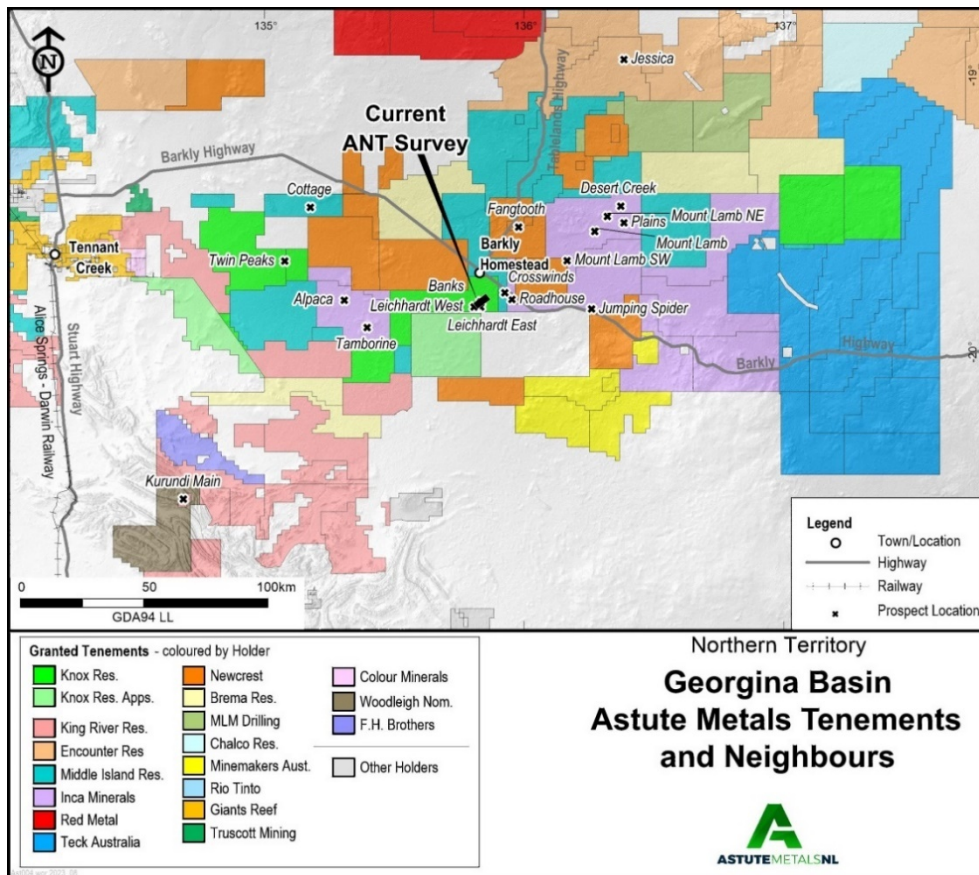 135°
136°
137°
-19°
-20°
N
Jessica
Tablelands Highway
Current
ANT Survey
Barkly Highway
Cottage
Desert Creek
Fangtooth
Mount Lamb NE
Plains
Mount Lamb
Barkly
Homestead
Mount Lamb SW
Tennant
Creek
Twin Peaks
Banks
Crosswinds
Alpaca
Leichhardt West
Roadhouse
Jumping Spider
Leichhardt East
Tamborine
Barkly
Highway
Stuart Highway
Alice Springs - Darwin Railway
Kurundi Main
0 50 100km
GDA94 LL
Legend
Town/Location
Highway
Railway
Prospect Location
Granted Tenements - coloured by Holder
Knox Res.
Knox Res. Apps.
King River Res.
Encounter Res
Middle Island Res.
Inca Minerals
Red Metal
Teck Australia
Newcrest
Brema Res.
MLM Drilling
Chalco Res.
Minemakers Aust.
Rio Tinto
Giants Reef
Truscott Mining
Colour Minerals
Woodleigh Nom.
F.H. Brothers
Other Holders
Northern Territory
Georgina Basin
Astute Metals Tenements
and Neighbours
ASTUTEMETALSNL